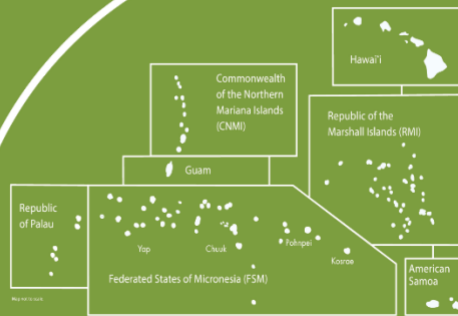 Hawai'i
Commonwealth
of the Northern
Mariana Islands
(CNMI)
Republic of the
Marshall Islands (RMI)
Guam
Republic
of Palau
Yap
Chuuk
Pohnpei
Kosrae
Federated States of Micronesia (FSM)
American
Samoa
Map not to scale